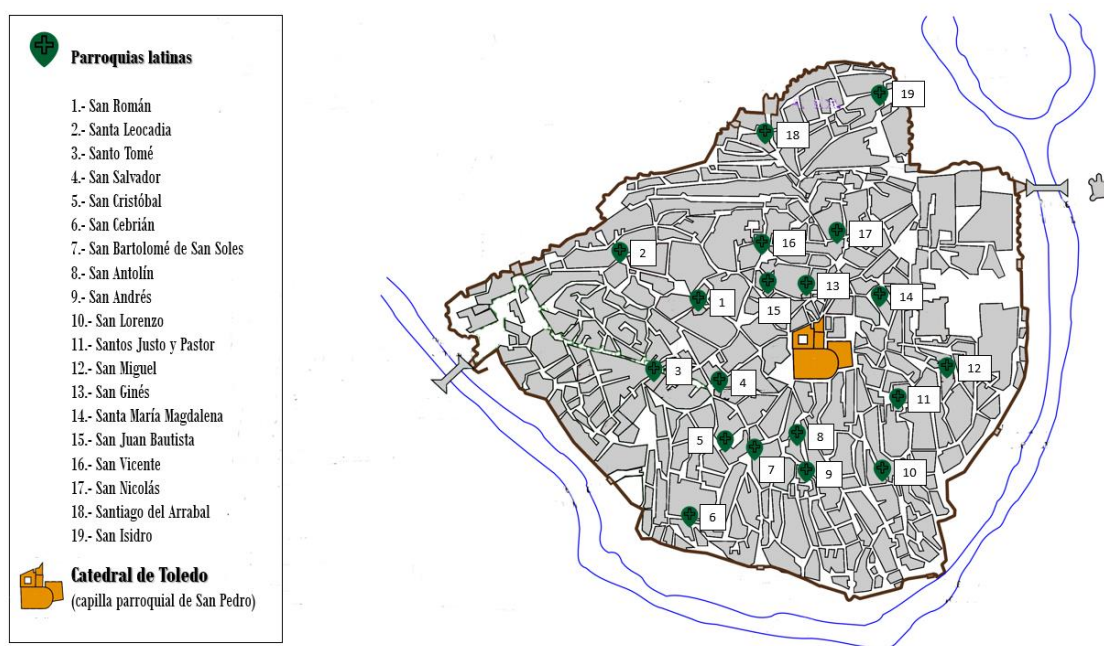 Parroquias latinas
1.- San Román
2.- Santa Leocadia
3.- Santo Tomé
4.- San Salvador
5.- San Cristóbal
6.- San Cebrián
7.- San Bartolomé de San Soles
8.- San Antolín
9.- San Andrés
10.- San Lorenzo
11.- Santos Justo y Pastor
12.- San Miguel
13.- San Ginés
14.- Santa María Magdalena
15.- San Juan Bautista
16.- San Vicente
17.- San Nicolás
18.- Santiago del Arrabal
19.- San Isidro
Catedral de Toledo
(capilla parroquial de San Pedro)
19
18
17
16
2
13
14
1
15
12
3
4
11
8
5
7
9
10
6